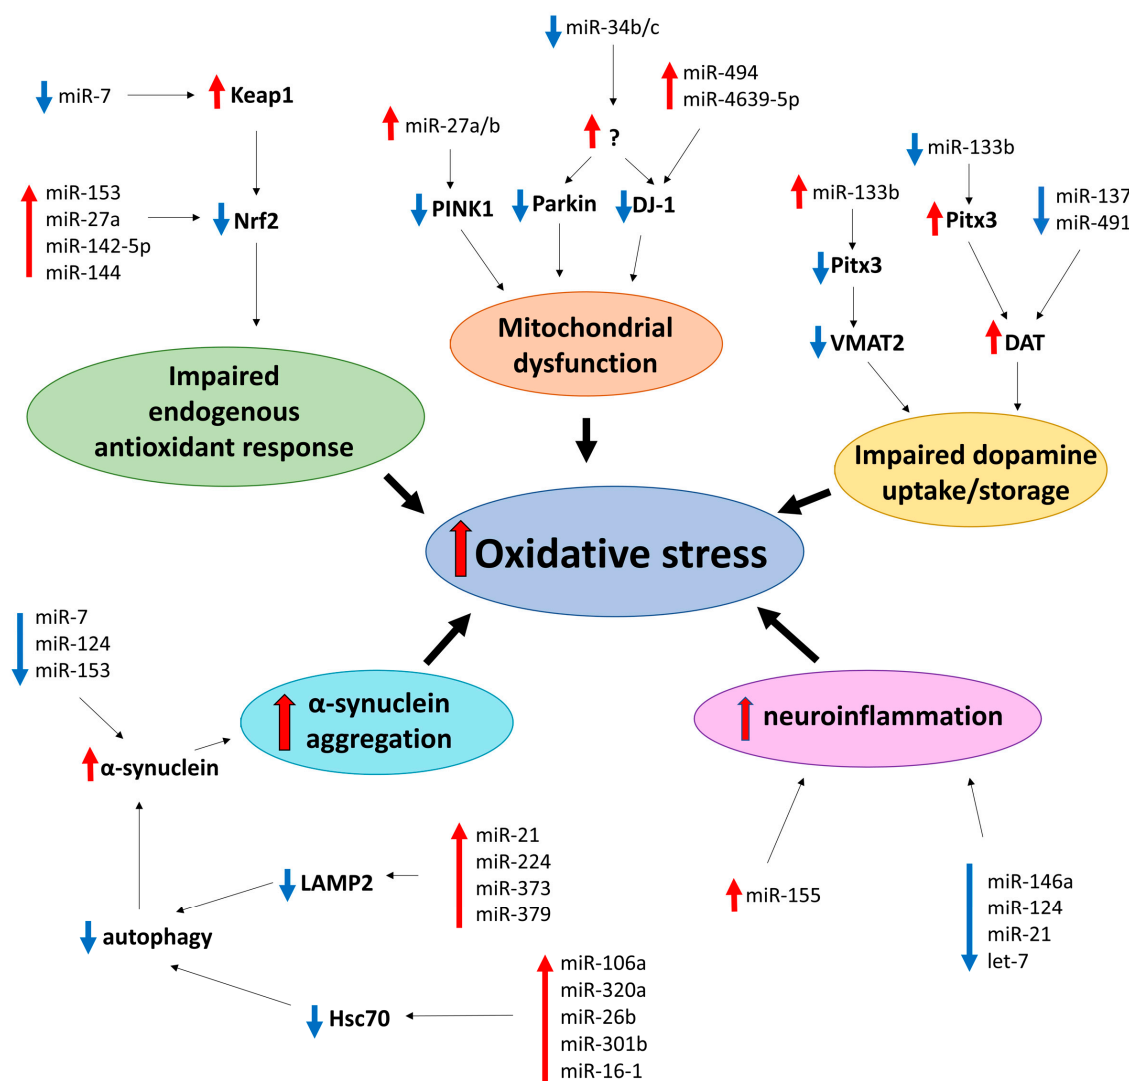 miR-34b/c
miR-7
Keap1
miR-494
miR-4639-5p
miR-27a/b
?
miR-133b
miR-153
miR-27a
miR-142-5p
miR-144
Nrf2
PINK1
Parkin
DJ-1
miR-133b
Pitx3
miR-137
miR-491
Pitx3
VMAT2
DAT
Mitochondrial
dysfunction
Impaired
endogenous
antioxidant response
Impaired dopamine
uptake/storage
Oxidative stress
miR-7
miR-124
miR-153
α-synuclein
aggregation
neuroinflammation
α-synuclein
miR-21
miR-224
miR-373
miR-379
LAMP2
miR-155
miR-146a
miR-124
miR-21
let-7
autophagy
miR-106a
miR-320a
miR-26b
miR-301b
miR-16-1
Hsc70